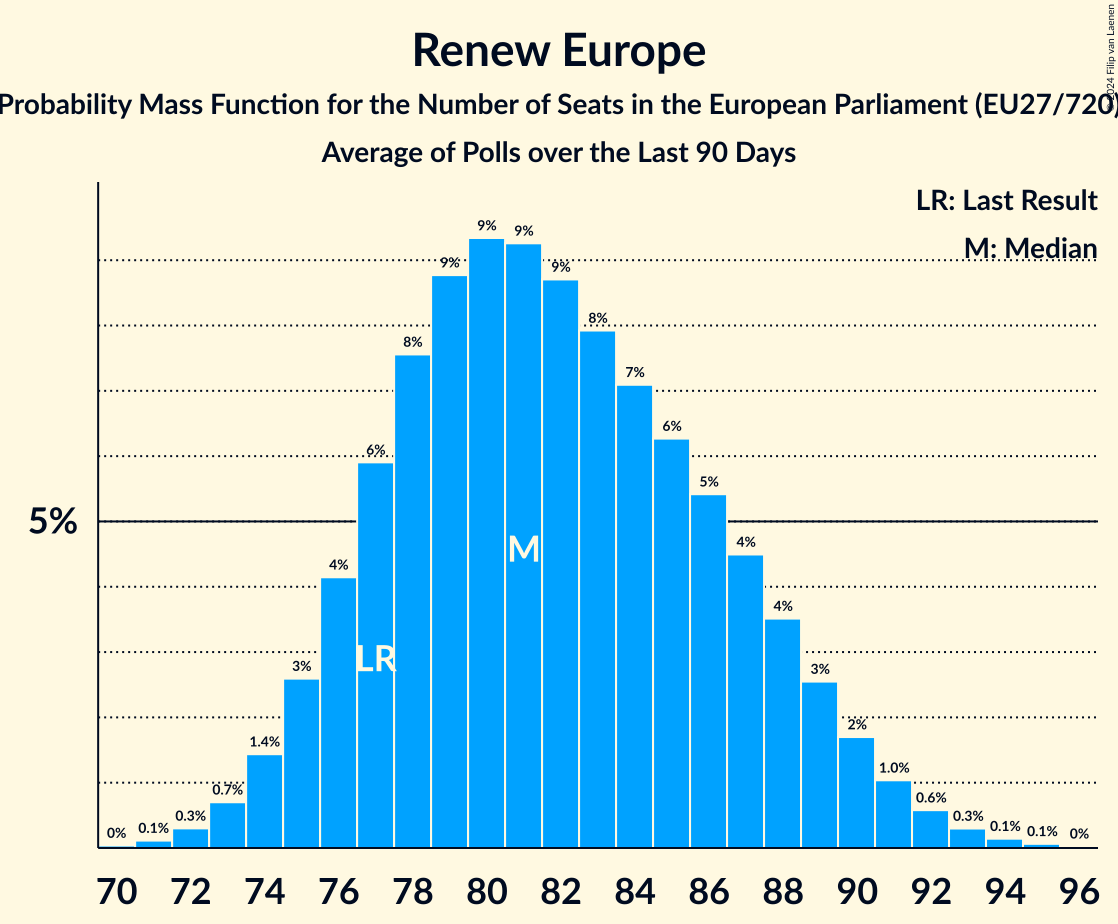 Renew Europe
Probability Mass Function for the Number of Seats in the European Parliament (EU27/720)
Average of Polls over the Last 90 Days
© 2024 Filip van Laenen
LR: Last Result
M: Median
5%
0% 0.1% 0.3% 0.7% 1.4% 3% 4% 6% 8% 9% 9% 9% 9% 8% 7% 6% 5% 4% 4% 3% 2% 1.0% 0.6% 0.3% 0.1% 0.1% 0%
M
LR
70 72 74 76 78 80 82 84 86 88 90 92 94 96